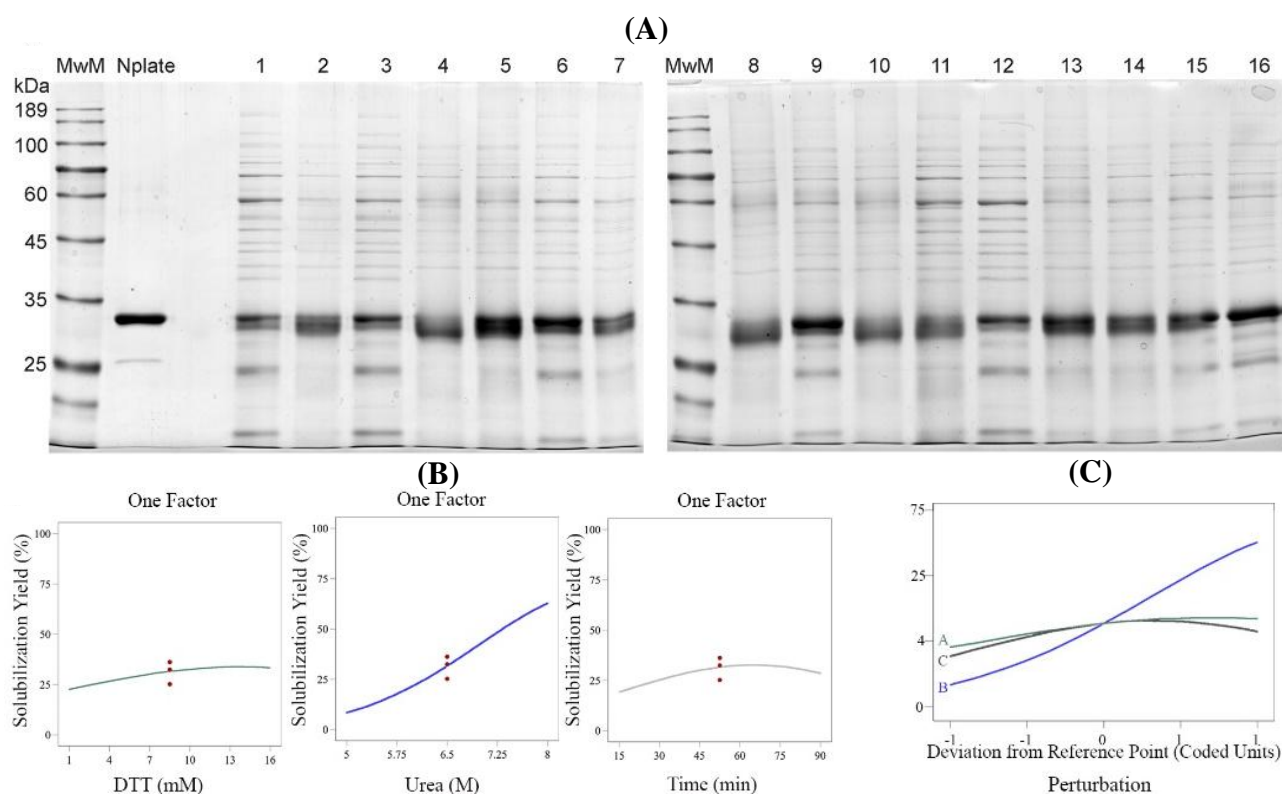 (A)
MwM Nplate 1 2 3 4 5 6 7 MwM 8 9 10 11 12 13 14 15 16
kDa
189
100
60
45
35
25
(B) (C)
One Factor One Factor One Factor
Solubilization Yield (%)
100
75
50
25
0
1 4 7 10 13 16
DTT (mM)
Solubilization Yield (%)
100
75
50
25
0
5 5.75 6.5 7.25 8
Urea (M)
Solubilization Yield (%)
100
75
50
25
0
15 30 45 60 75 90
Time (min)
75
25
4
0
A
C
B
-1 -1 0 1 1
Deviation from Reference Point (Coded Units)
Perturbation